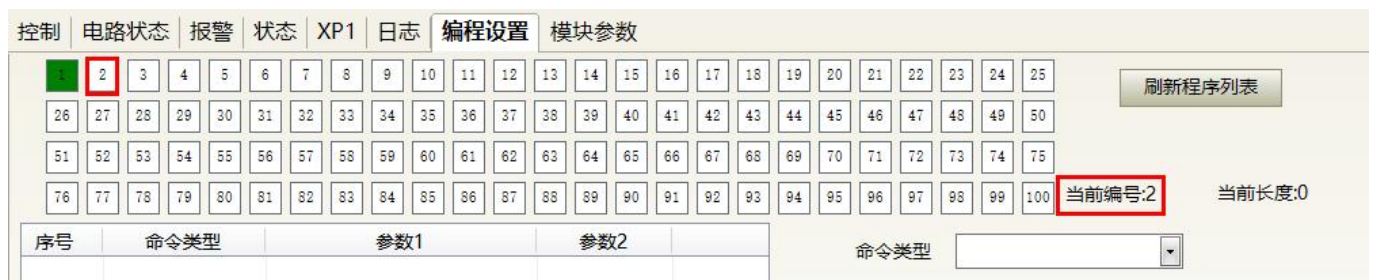 控制 电路状态 报警 状态 XP1 日志 编程设置 模块参数
1 2 3 4 5 6 7 8 9 10 11 12 13 14 15 16 17 18 19 20 21 22 23 24 25 刷新程序列表
26 27 28 29 30 31 32 33 34 35 36 37 38 39 40 41 42 43 44 45 46 47 48 49 50
51 52 53 54 55 56 57 58 59 60 61 62 63 64 65 66 67 68 69 70 71 72 73 74 75
76 77 78 79 80 81 82 83 84 85 86 87 88 89 90 91 92 93 94 95 96 97 98 99 100 当前编号:2 当前长度:0
序号 命令类型 参数1 参数2 命令类型